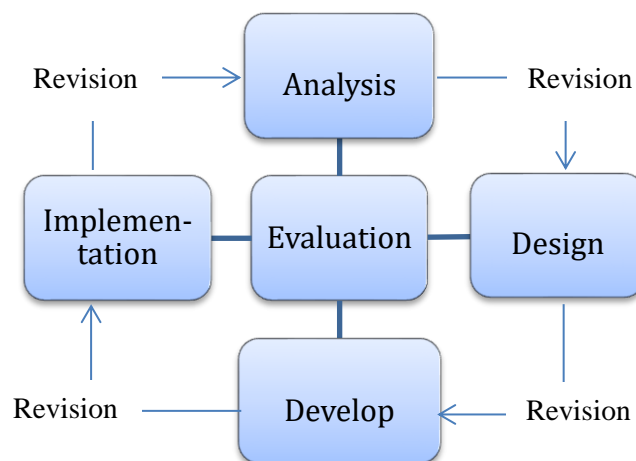 Revision
Analysis
Revision
Implemen-
tation
Evaluation
Design
Revision
Develop
Revision